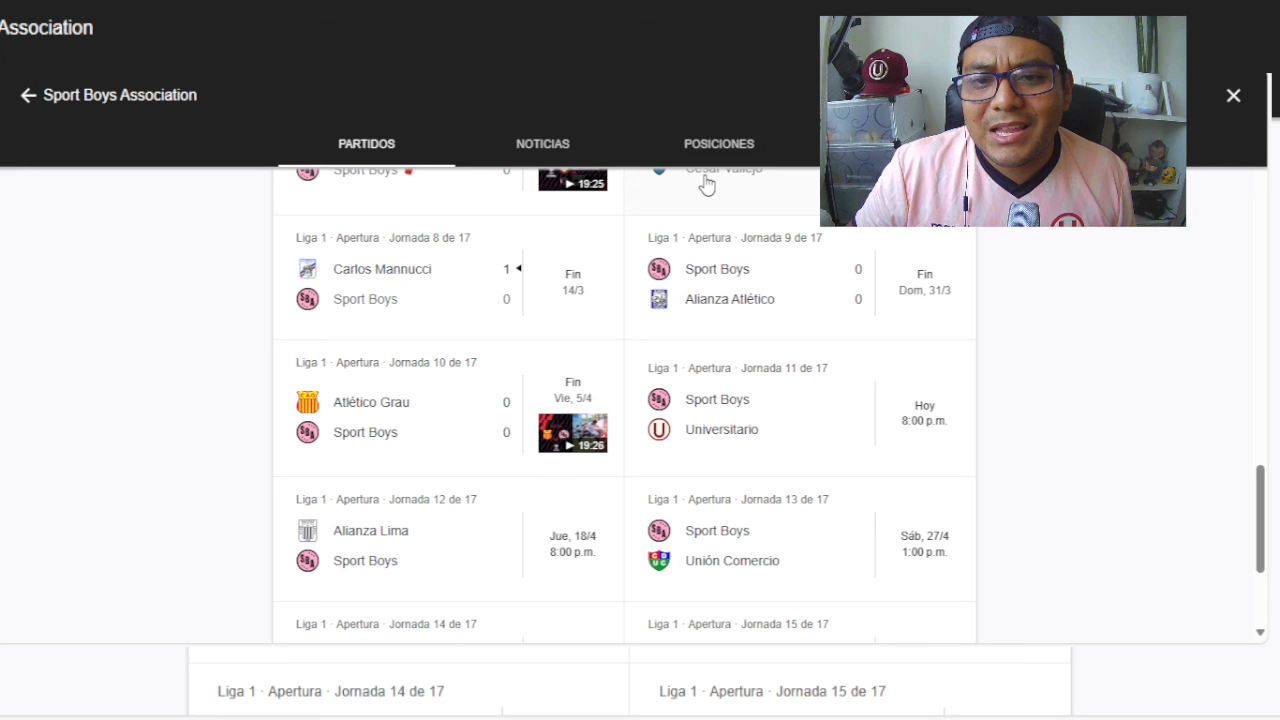 Association
Sport Boys Association
PARTIDOS
NOTICIAS
POSICIONES
Sport Boys
0
19:25
César Vallejo
Liga 1 · Apertura · Jornada 8 de 17
Carlos Mannucci
1
Sport Boys
0
Fin
14/3
Liga 1 · Apertura · Jornada 9 de 17
Sport Boys
0
Alianza Atlético
0
Fin
Dom, 31/3
Liga 1 · Apertura · Jornada 10 de 17
Atlético Grau
0
Sport Boys
0
Fin
Vie, 5/4
19:26
Liga 1 · Apertura · Jornada 11 de 17
Sport Boys
Universitario
Hoy
8:00 p.m.
Liga 1 · Apertura · Jornada 12 de 17
Alianza Lima
Sport Boys
Jue, 18/4
8:00 p.m.
Liga 1 · Apertura · Jornada 13 de 17
Sport Boys
Unión Comercio
Sáb, 27/4
1:00 p.m.
Liga 1 · Apertura · Jornada 14 de 17
Liga 1 · Apertura · Jornada 15 de 17
Liga 1 · Apertura · Jornada 14 de 17
Liga 1 · Apertura · Jornada 15 de 17